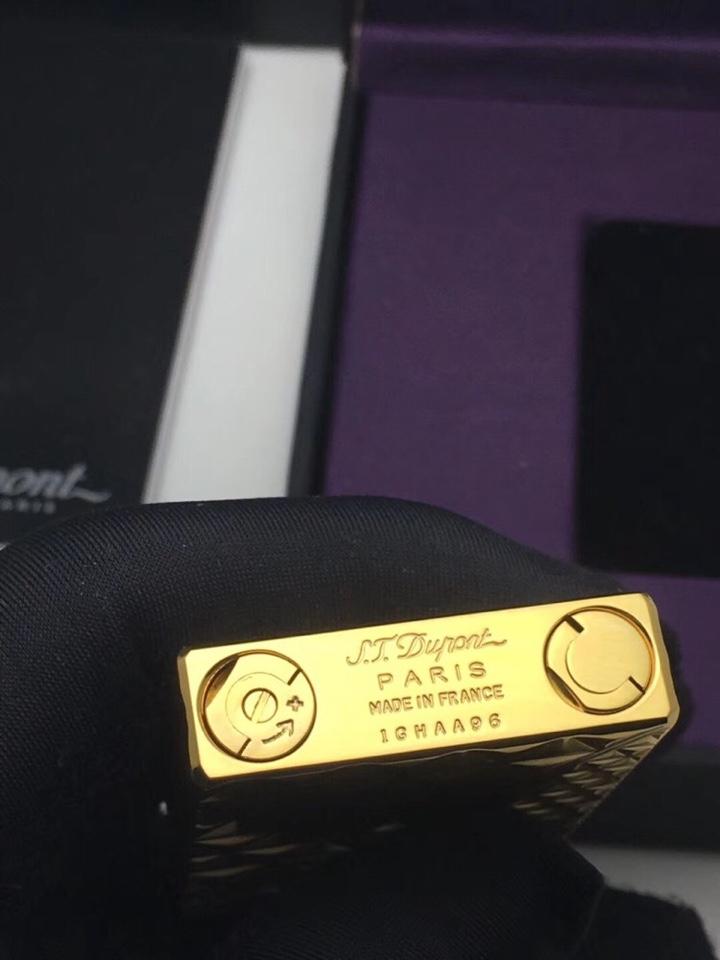 S.T. Dupont
PARIS
MADE IN FRANCE
1GHAA96
+